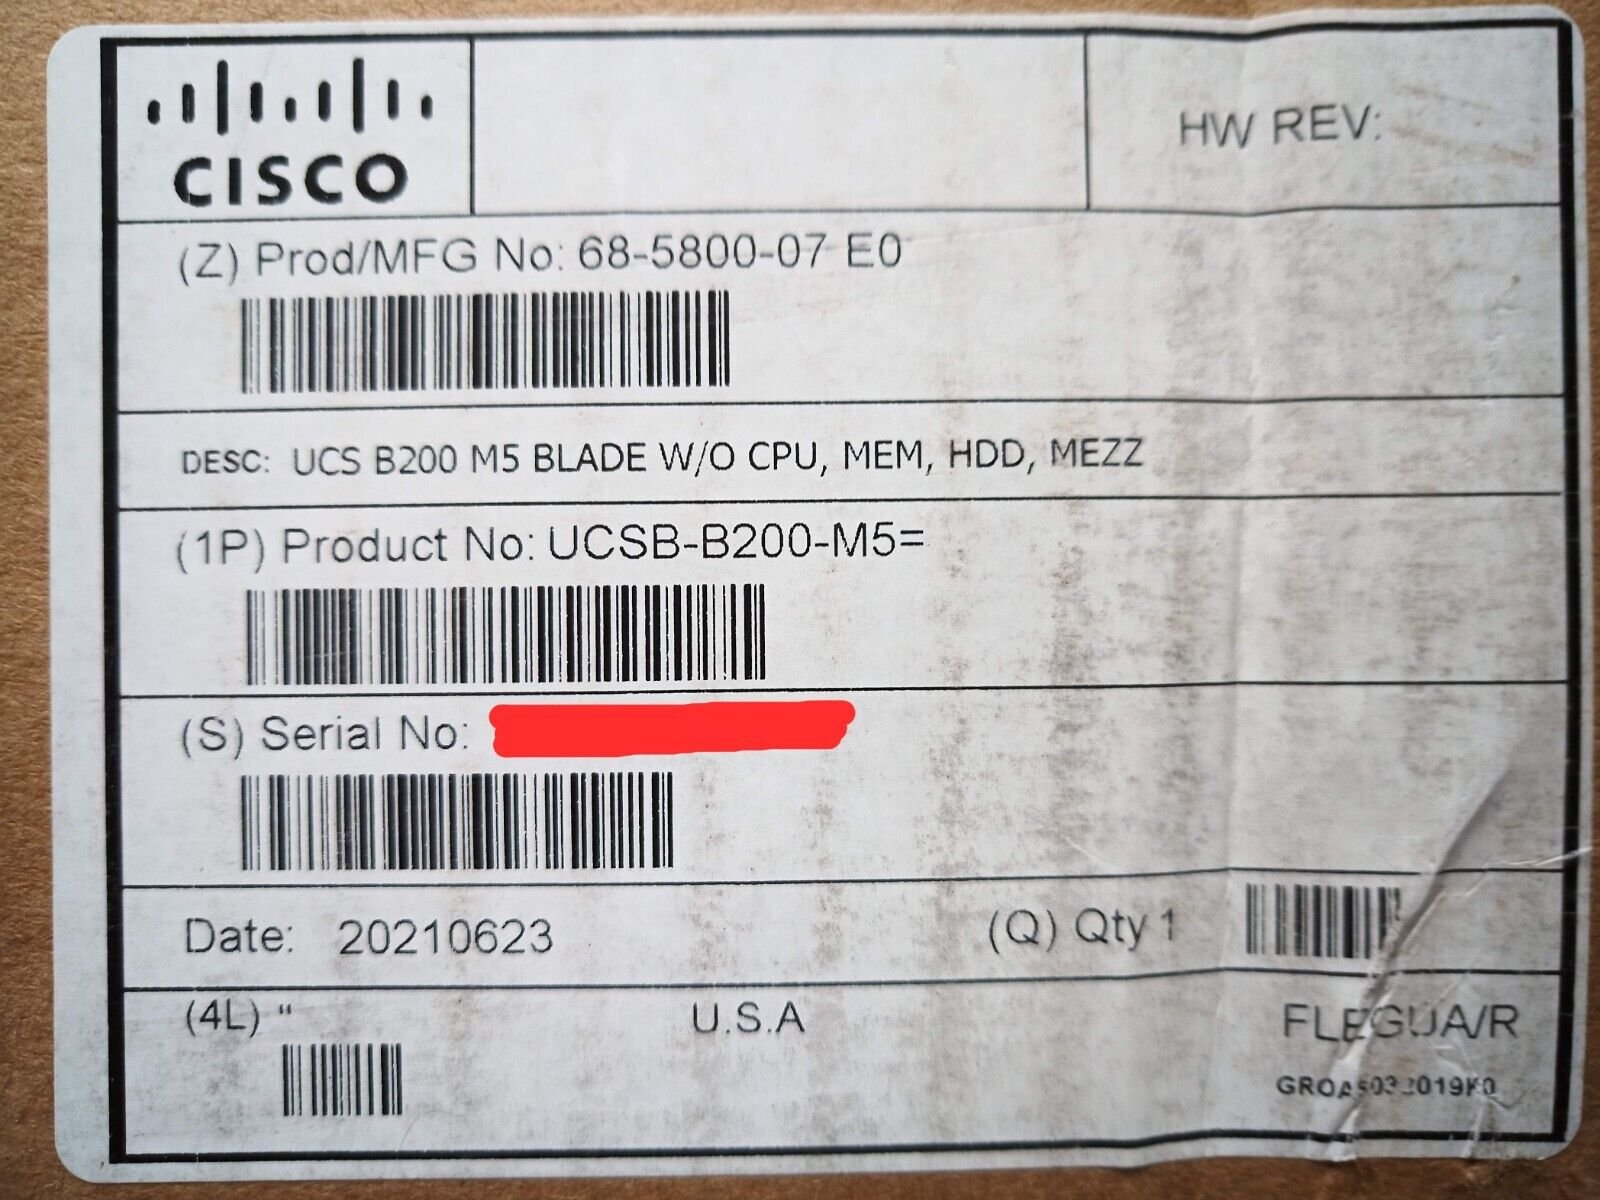 CISCO
HW REV:
(Z) Prod/MFG No: 68-5800-07 E0
DESC: UCS B200 M5 BLADE W/O CPU, MEM, HDD, MEZZ
(1P) Product No: UCSB-B200-M5=
(S) Serial No:
Date: 20210623
(Q) Qty 1
(4L) "
U.S.A
FLEGUA/R